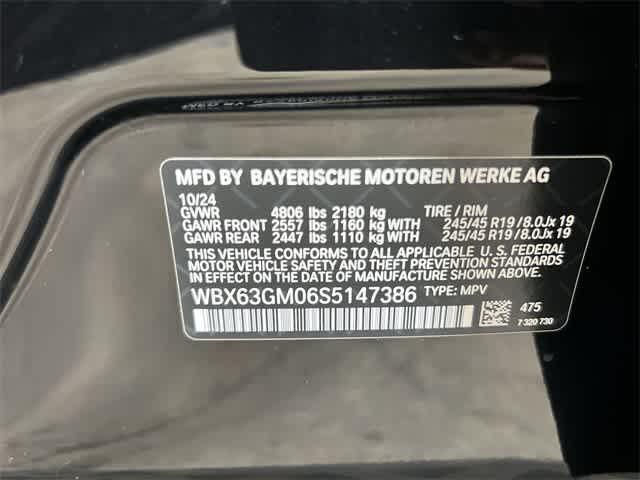 MFD BY BAYERISCHE MOTOREN WERKE AG
10/24
GVWR 4806 lbs 2180 kg TIRE / RIM
GAWR FRONT 2557 lbs 1160 kg WITH 245/45 R19 /8.0Jx 19
GAWR REAR 2447 lbs 1110 kg WITH 245/45 R19 /8.0Jx 19
THIS VEHICLE CONFORMS TO ALL APPLICABLE U.S. FEDERAL
MOTOR VEHICLE SAFETY AND THEFT PREVENTION STANDARDS
IN EFFECT ON THE DATE OF MANUFACTURE SHOWN ABOVE.
WBX63GM06S5147386 TYPE: MPV
475
7 320 730